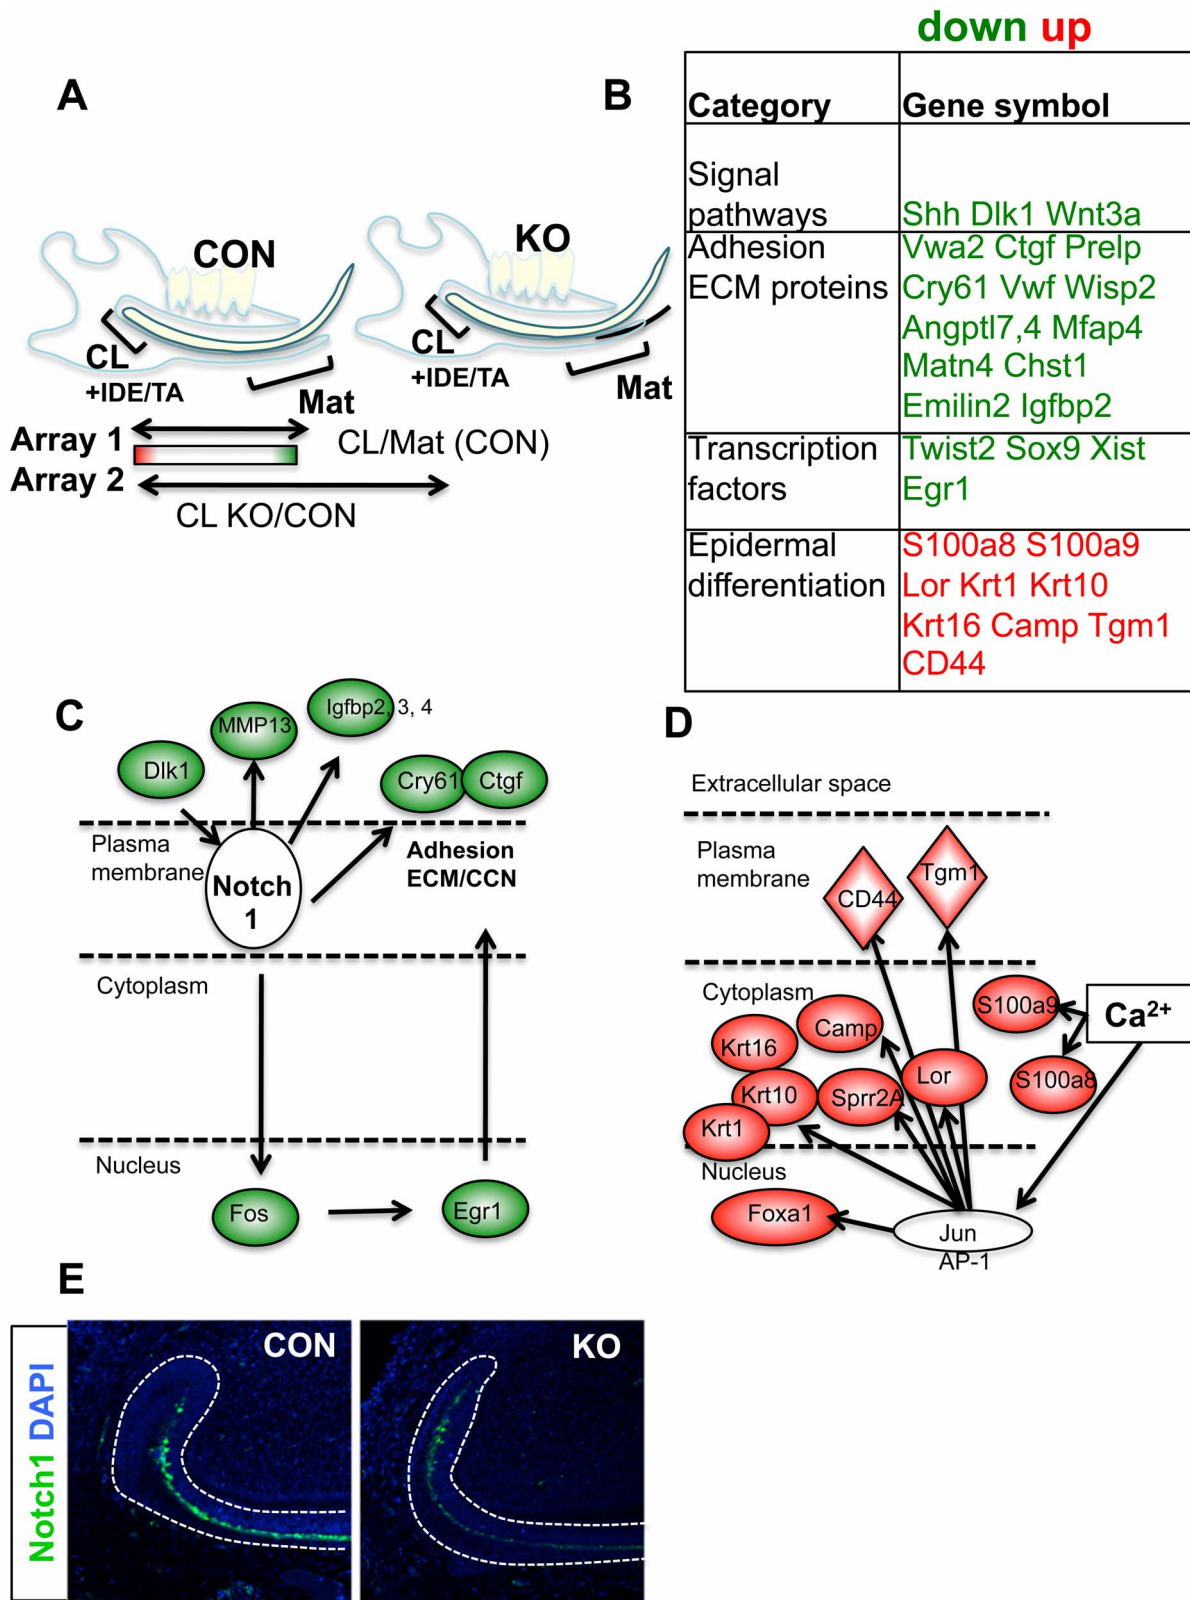 down up
A
B
Category
Gene symbol
Signal
pathways
Shh Dlk1 Wnt3a
Adhesion
ECM proteins
Vwa2 Ctgf Prelp
Cry61 Vwf Wisp2
Angptl7,4 Mfap4
Matn4 Chst1
Emilin2 Igfbp2
Transcription
factors
Twist2 Sox9 Xist
Egr1
Epidermal
differentiation
S100a8 S100a9
Lor Krt1 Krt10
Krt16 Camp Tgm1
CD44
CON
KO
CL
+IDE/TA
Mat
CL
+IDE/TA
Mat
Array 1
CL/Mat (CON)
Array 2
CL KO/CON
C
MMP13
Igfbp2, 3, 4
Dlk1
Cry61
Ctgf
Plasma
membrane
Notch
1
Adhesion
ECM/CCN
Cytoplasm
Nucleus
Fos
Egr1
D
Extracellular space
Plasma
membrane
CD44
Tgm1
Cytoplasm
S100a9
Ca2+
Camp
Krt16
Lor
S100a8
Krt10
Sprr2A
Krt1
Nucleus
Foxa1
Jun
AP-1
E
Notch1 DAPI
CON
KO